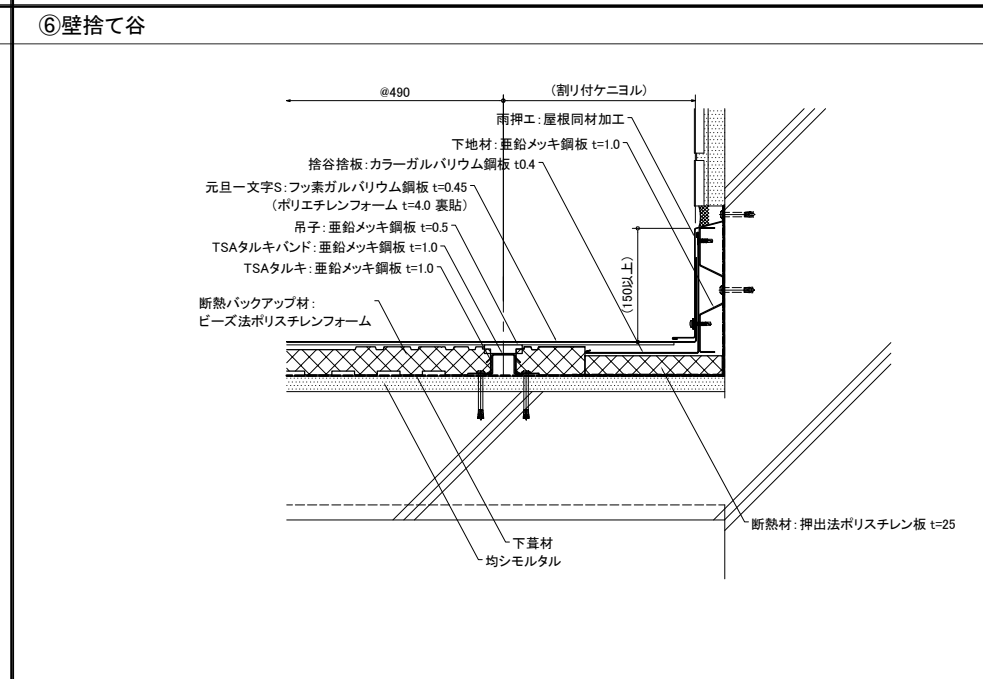 ⑥壁捨て谷
@490
(割り付ケニヨル)
雨押エ:屋根同材加工
下地材:亜鉛メッキ鋼板 t=1.0
捨谷捨板:カラーガルバリウム鋼板 t0.4
元旦一文字S:フッ素ガルバリウム鋼板 t=0.45
(ポリエチレンフォーム t=4.0 裏貼)
吊子:亜鉛メッキ鋼板 t=0.5
TSAタルキバンド:亜鉛メッキ鋼板 t=1.0
TSAタルキ:亜鉛メッキ鋼板 t=1.0
(150以上)
断熱バックアップ材:
ビーズ法ポリスチレンフォーム
断熱材:押出法ポリスチレン板 t=25
下葺材
均シモルタル